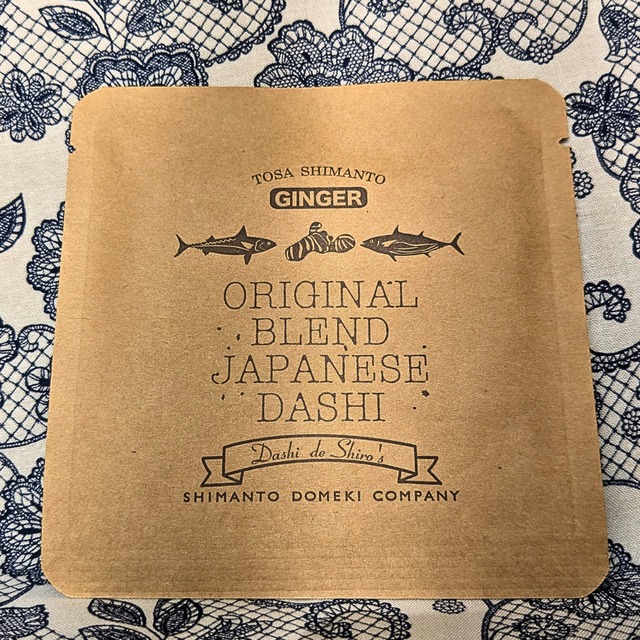 TOSA SHIMANTO
GINGER
ORIGINAL
BLEND
JAPANESE
DASHI
Dashi de Shiro's
SHIMANTO DOMEKI COMPANY